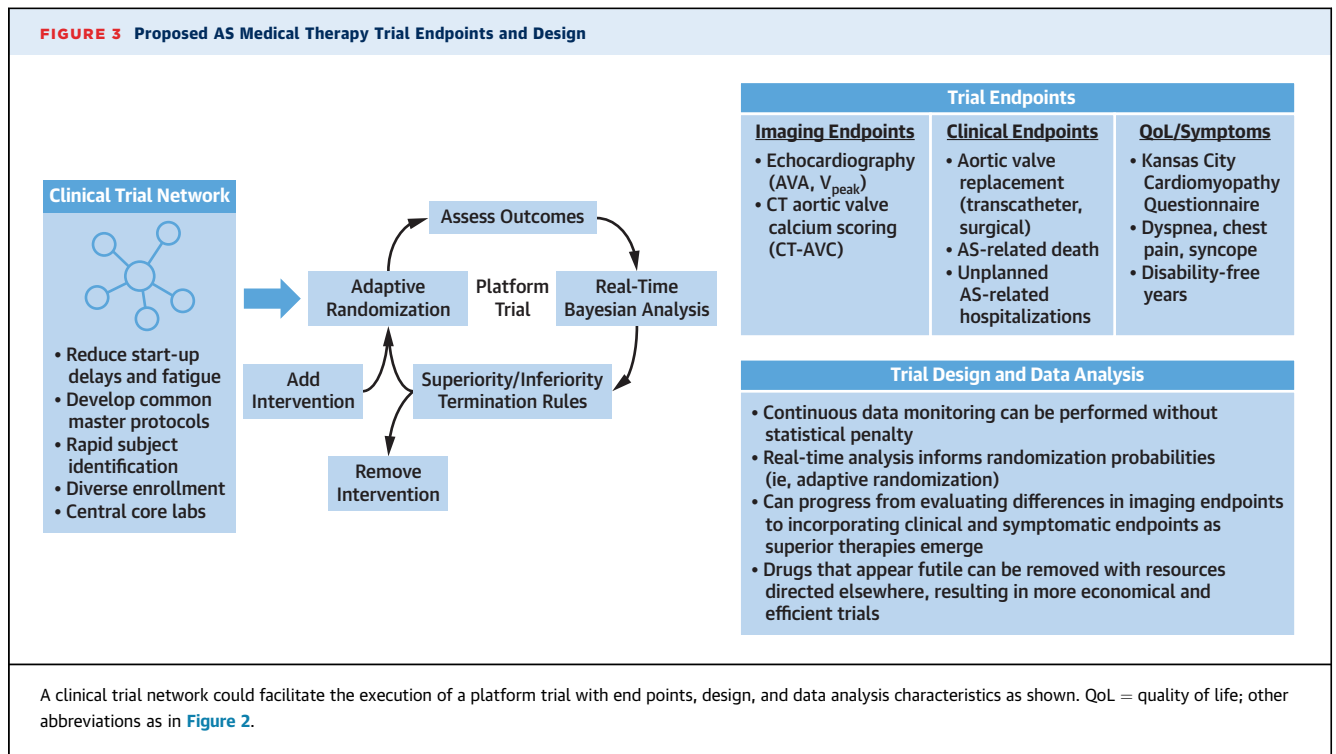 FIGURE 3 Proposed AS Medical Therapy Trial Endpoints and Design
Clinical Trial Network
• Reduce start-up
delays and fatigue
• Develop common
master protocols
• Rapid subject
identification
• Diverse enrollment
• Central core labs
Assess Outcomes
Adaptive
Randomization
Platform
Trial
Real-Time
Bayesian Analysis
Add
Intervention
Superiority/Inferiority
Termination Rules
Remove
Intervention
Trial Endpoints
Imaging Endpoints
• Echocardiography
(AVA, Vpeak)
• CT aortic valve
calcium scoring
(CT-AVC)
Clinical Endpoints
• Aortic valve
replacement
(transcatheter,
surgical)
• AS-related death
• Unplanned
AS-related
hospitalizations
QoL/Symptoms
• Kansas City
Cardiomyopathy
Questionnaire
• Dyspnea, chest
pain, syncope
• Disability-free
years
Trial Design and Data Analysis
• Continuous data monitoring can be performed without
statistical penalty
• Real-time analysis informs randomization probabilities
(ie, adaptive randomization)
• Can progress from evaluating differences in imaging endpoints
to incorporating clinical and symptomatic endpoints as
superior therapies emerge
• Drugs that appear futile can be removed with resources
directed elsewhere, resulting in more economical and
efficient trials
A clinical trial network could facilitate the execution of a platform trial with end points, design, and data analysis characteristics as shown. QoL = quality of life; other
abbreviations as in Figure 2.